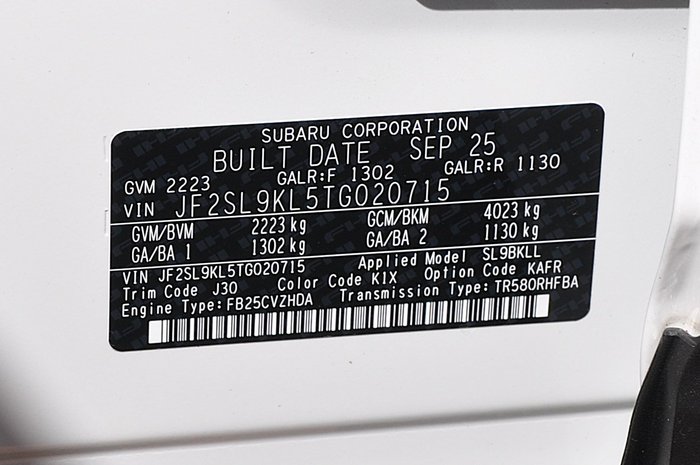 SUBARU CORPORATION
BUILT DATE SEP 25
GVM 2223 GALR:F 1302 GALR:R 1130
VIN JF2SL9KL5TG020715
GVM/BVM 2223 kg GCM/BKM 4023 kg
GA/BA 1 1302 kg GA/BA 2 1130 kg
VIN JF2SL9KL5TG020715 Applied Model SL9BKLL
Trim Code J30 Color Code K1X Option Code KAFR
Engine Type: FB25CVZHDA Transmission Type: TR580RHFBA